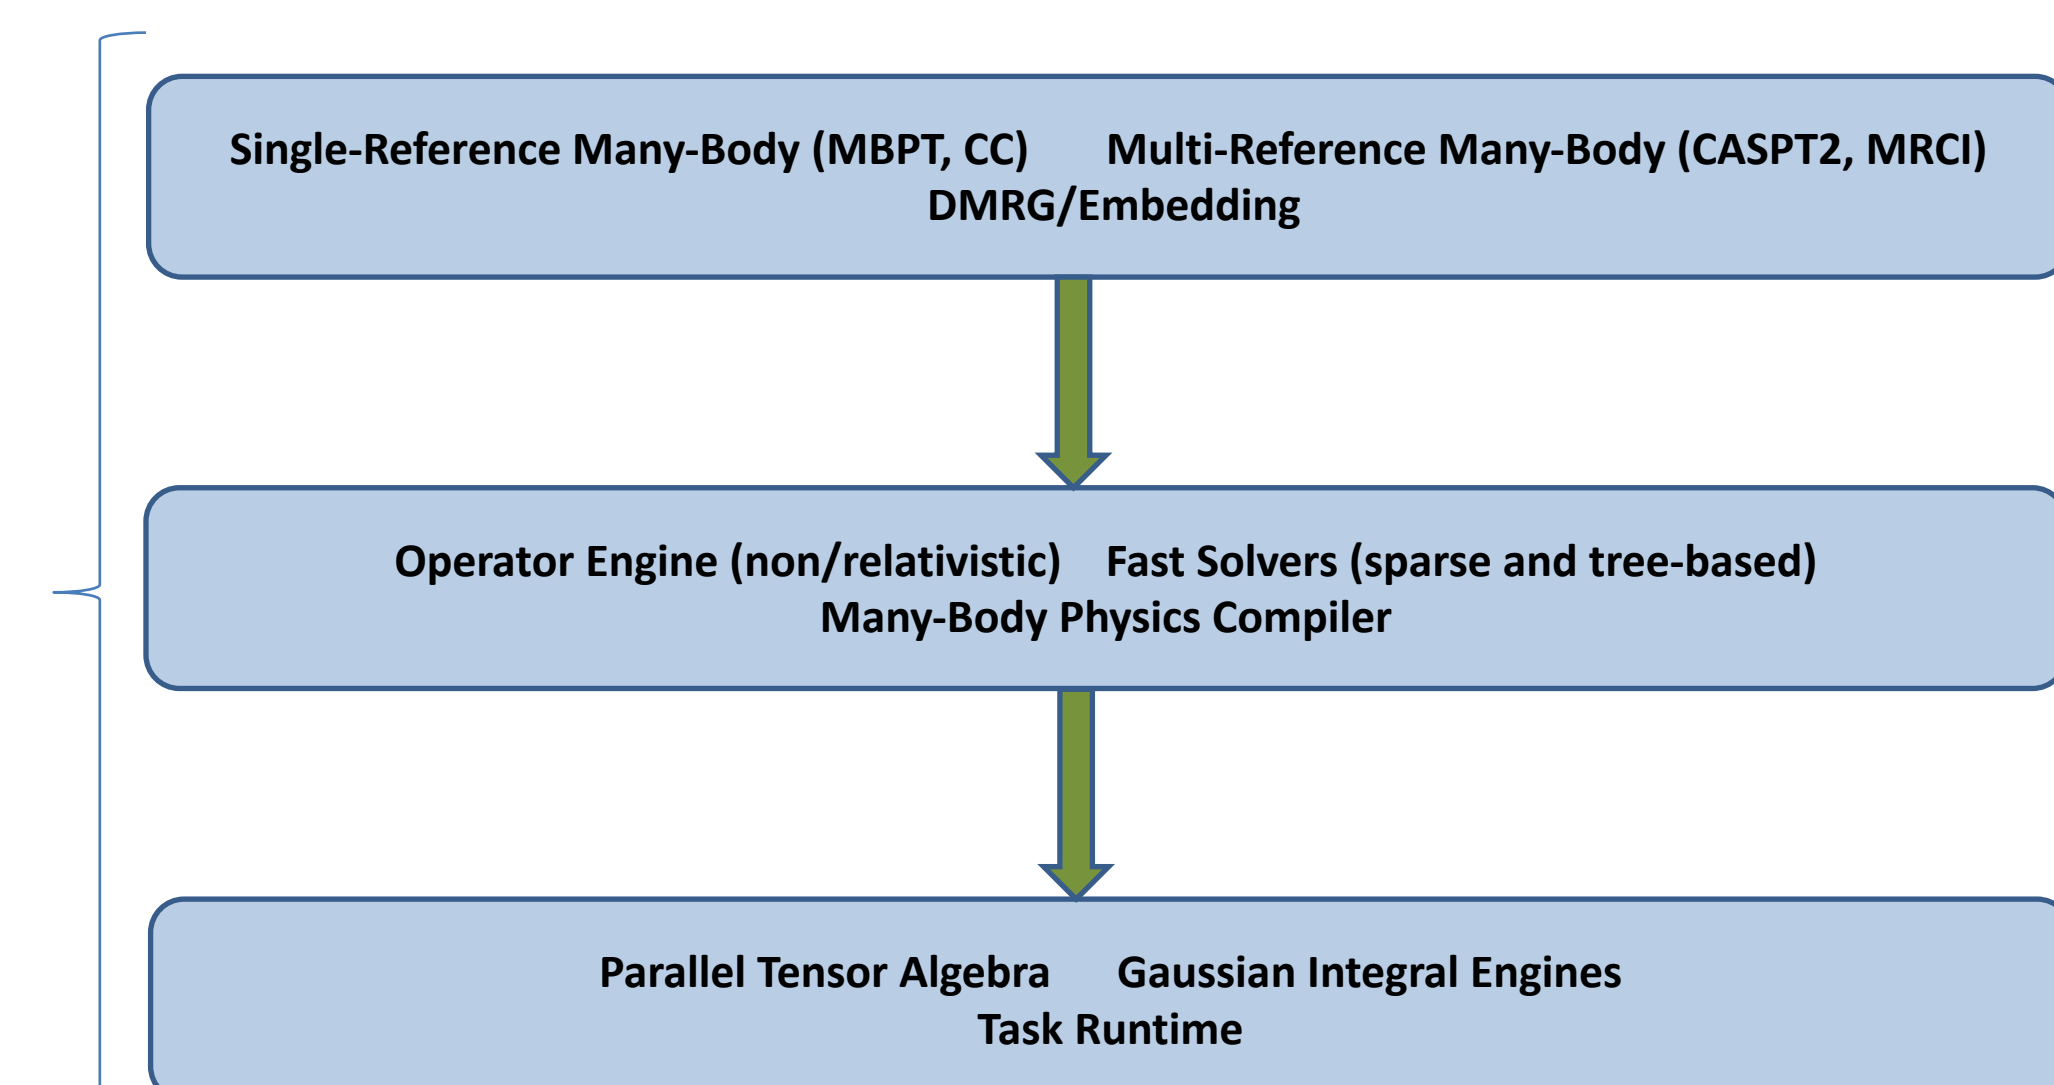 Single-Reference Many-Body (MBPT, CC) Multi-Reference Many-Body (CASPT2, MRCI)
DMRG/Embedding
Operator Engine (non/relativistic) Fast Solvers (sparse and tree-based)
Many-Body Physics Compiler
Parallel Tensor Algebra Gaussian Integral Engines
Task Runtime